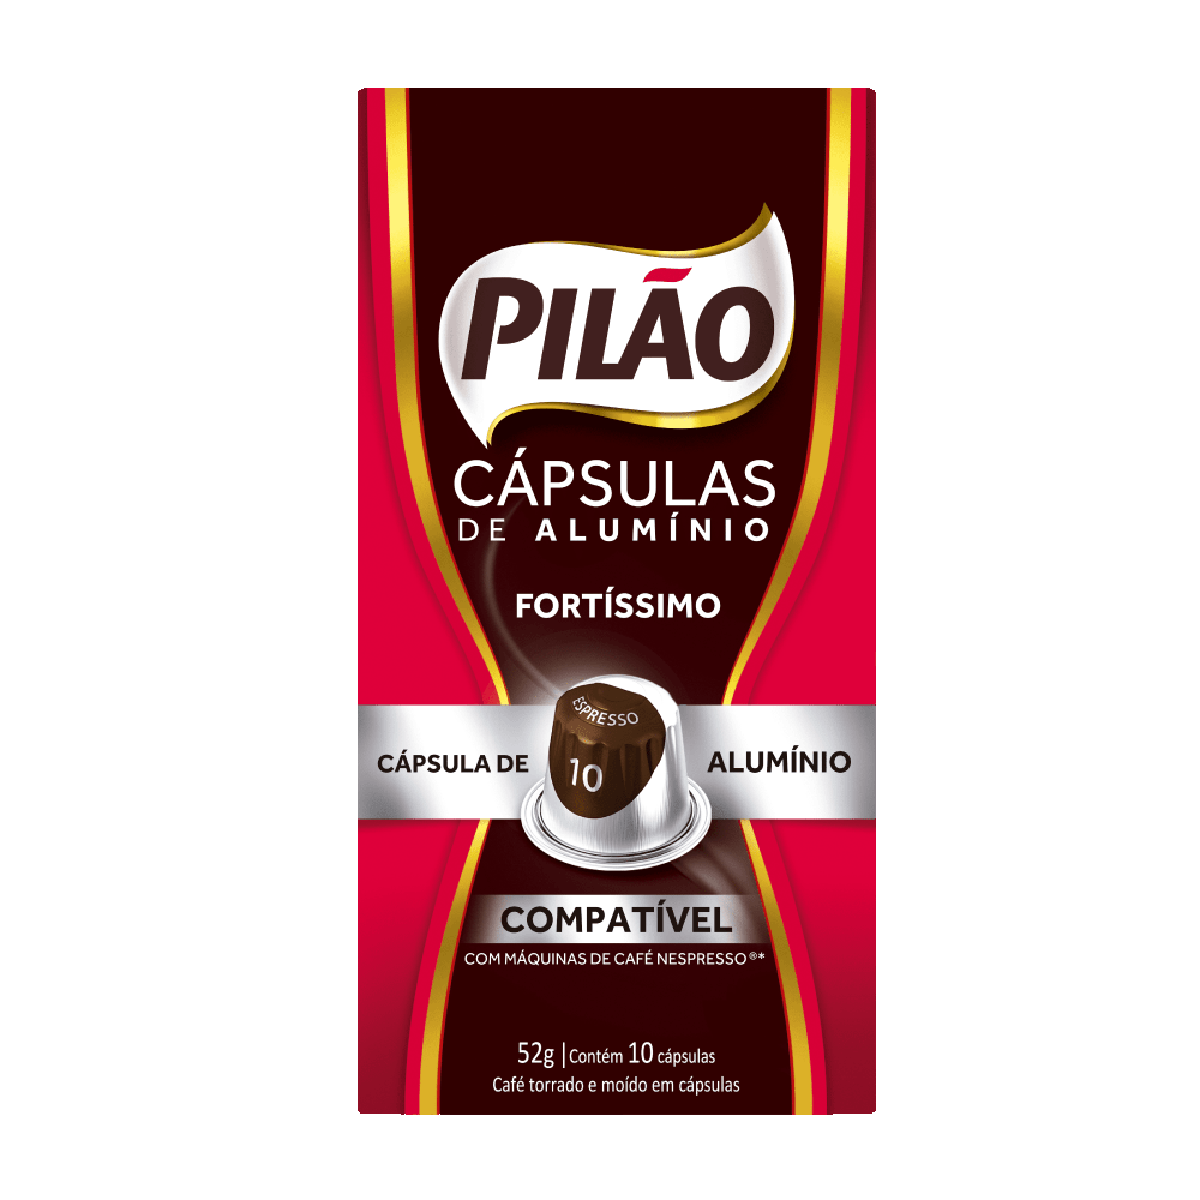 PILÃO
CÁPSULAS
DE ALUMÍNIO
FORTÍSSIMO
ESPRESSO
10
CÁPSULA DE ALUMÍNIO
COMPATÍVEL
COM MÁQUINAS DE CAFÉ NESPRESSO®*
52g | Contém 10 cápsulas
Café torrado e moído em cápsulas